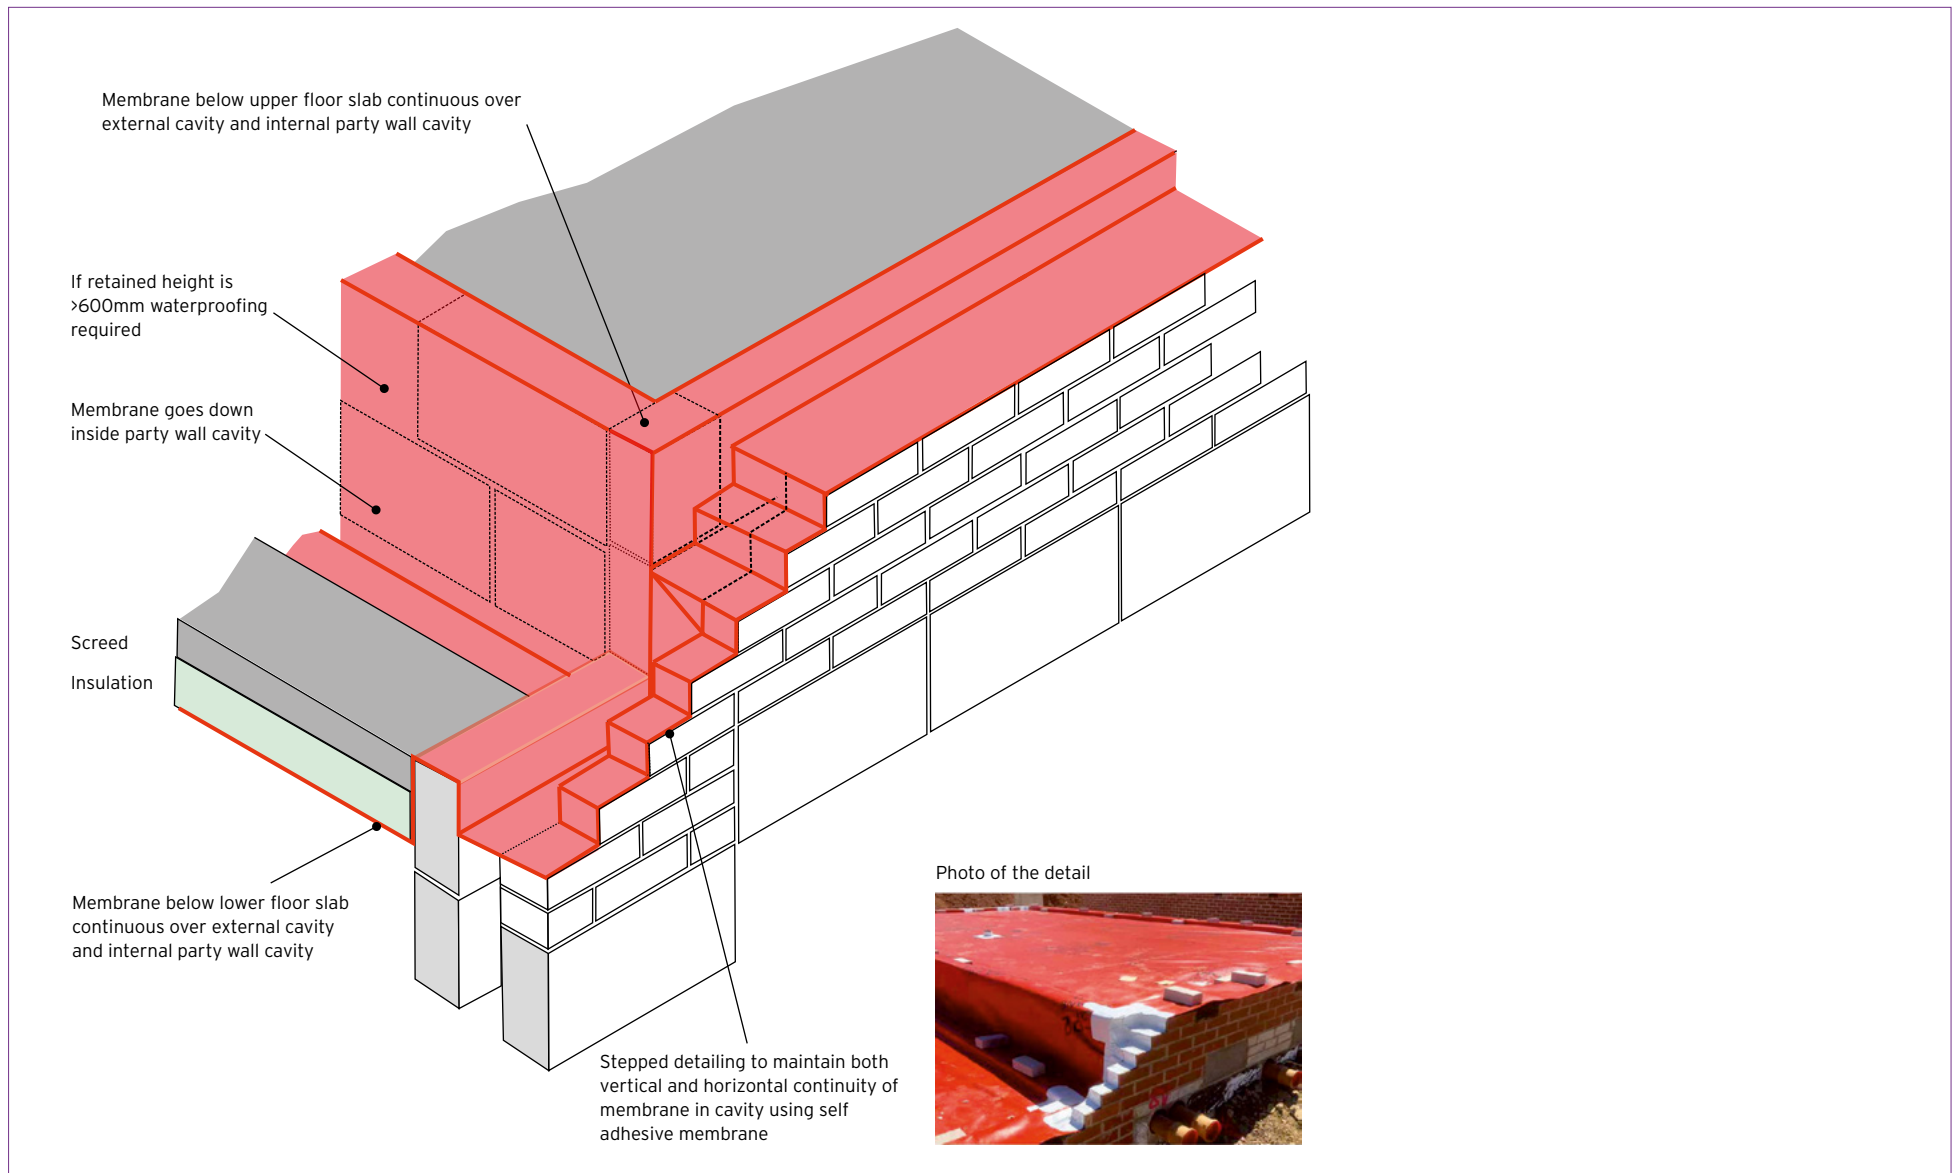 Membrane below upper floor slab continuous over
external cavity and internal party wall cavity
If retained height is
>600mm waterproofing
required
Membrane goes down
inside party wall cavity
Screed
Insulation
Membrane below lower floor slab
continuous over external cavity
and internal party wall cavity
Photo of the detail
Stepped detailing to maintain both
vertical and horizontal continuity of
membrane in cavity using self
adhesive membrane